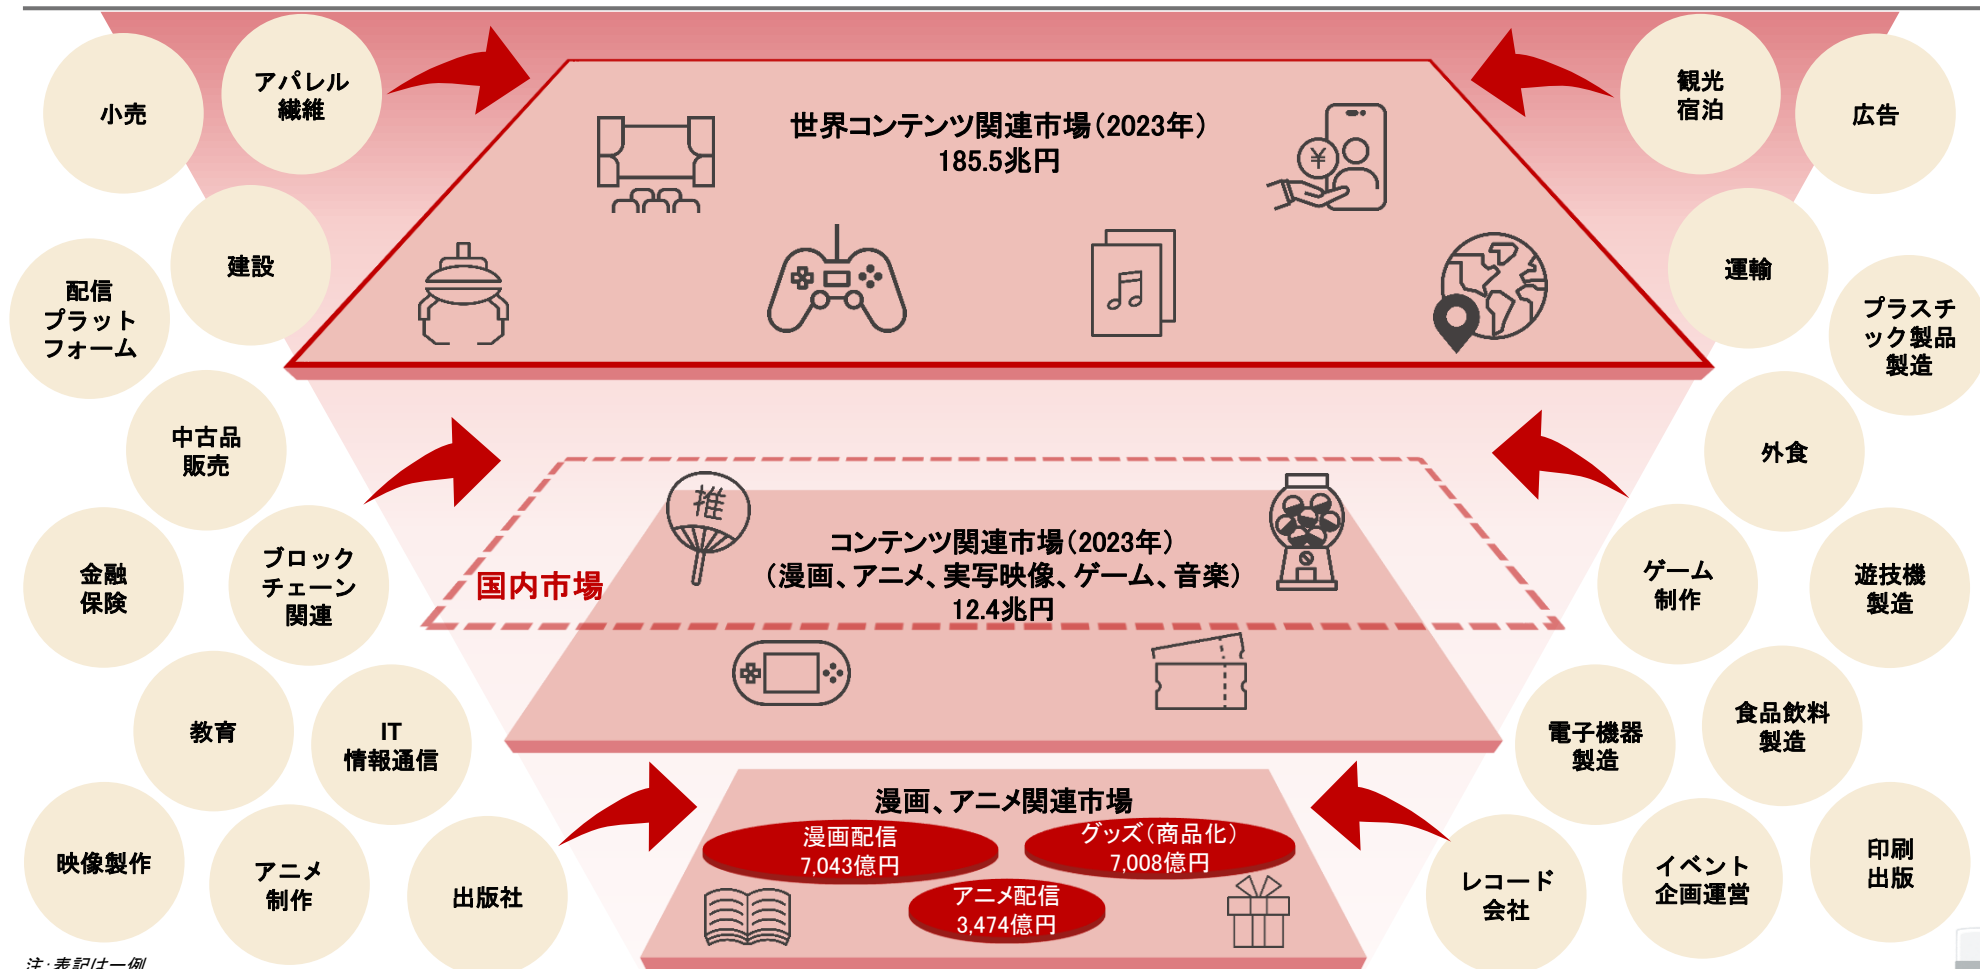 小売
アパレル
繊維
建設
配信
プラット
フォーム
中古品
販売
金融
保険
ブロック
チェーン
関連
教育
IT
情報通信
映像製作
アニメ
制作
出版社
世界コンテンツ関連市場(2023年)
185.5兆円
¥
推
国内市場
コンテンツ関連市場(2023年)
(漫画、アニメ、実写映像、ゲーム、音楽)
12.4兆円
漫画、アニメ関連市場
漫画配信
7,043億円
グッズ(商品化)
7,008億円
アニメ配信
3,474億円
観光
宿泊
広告
運輸
プラスチ
ック製品
製造
外食
ゲーム
制作
遊技機
製造
電子機器
製造
食品飲料
製造
レコード
会社
イベント
企画運営
印刷
出版
注:表記は一例